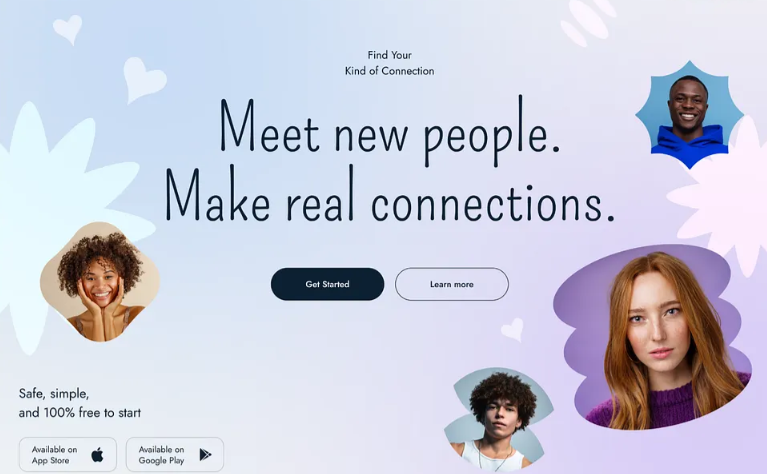 Find Your
Kind of Connection
Meet new people.
Make real connections.
Get Started
Learn more
Safe, simple,
and 100% free to start
Available on
App Store
Available on
Google Play